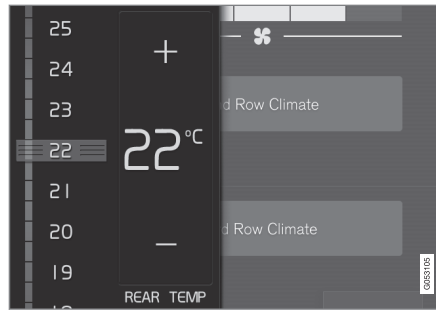 25
24
23
22
21
20
19
+
22°C
−
REAR TEMP
Row Climate
Row Climate
G053105